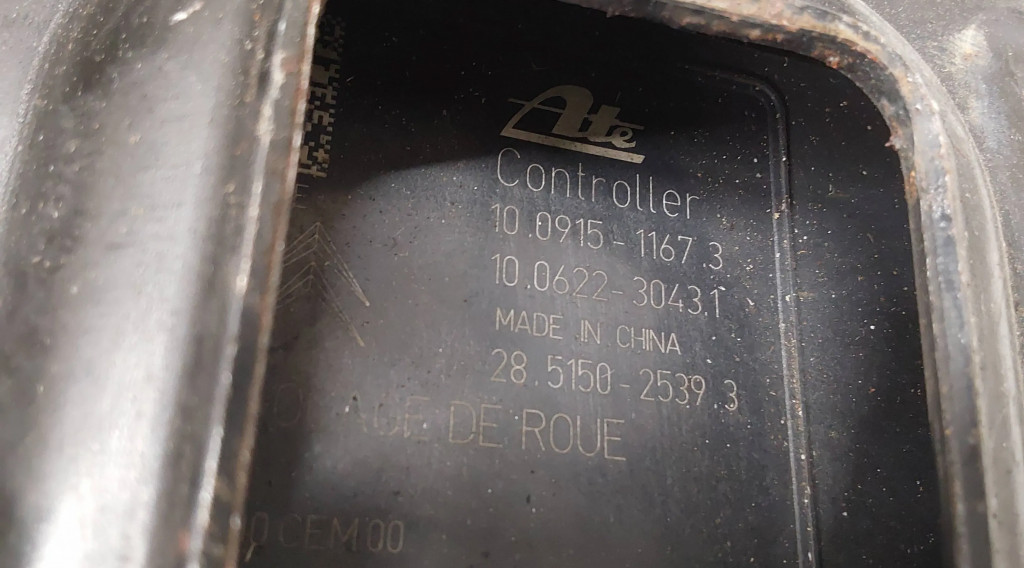 Ate
Controller
10.0915-1167.3
10.0622-3043.1
MADE IN CHINA
28.5150-2539.3
DE ROUE
CEM00